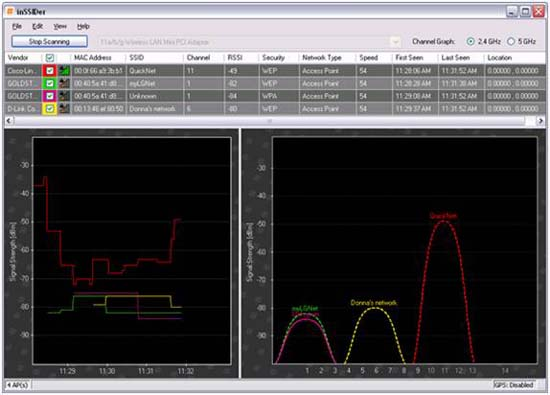 inSSIDer
File Edit View Help
Stop Scanning 11a/b/g Wireless LAN Mini PCI Adapter Channel Graph: 2.4 GHz 5 GHz
Vendor MAC Address SSID Channel RSSI Security Network Type Access Point Speed First Seen Last Seen Location
Cisco-Lin... 00:0f:66:a9:3b:b1 QuickNet 11 -49 WEP Access Point 54 11:28:06 AM 11:31:52 AM 0.00000, 0.00000
GOLDST... 00:40:5a:41:d8... myLGNet 1 -82 WEP Access Point 54 11:28:28 AM 11:31:52 AM 0.00000, 0.00000
GOLDST... 00:40:5a:41:d8... Unknown 1 -84 WPA Access Point 54 11:29:08 AM 11:31:52 AM 0.00000, 0.00000
D-Link Co... 00:13:46:ef:80:50 Donna's network 6 -80 WEP Access Point 54 11:29:37 AM 11:31:52 AM 0.00000, 0.00000
Signal Strength [dBm]
-30
-40
-50
-60
-70
-80
-90
11:29 11:30 11:31 11:32
Signal Strength [dBm]
-30
-40
-50
-60
-70
-80
-90
QuickNet
myLGNet
Donna's network
1 2 3 4 5 6 7 8 9 10 11 12 13 14
4 AP(s) GPS: Disabled